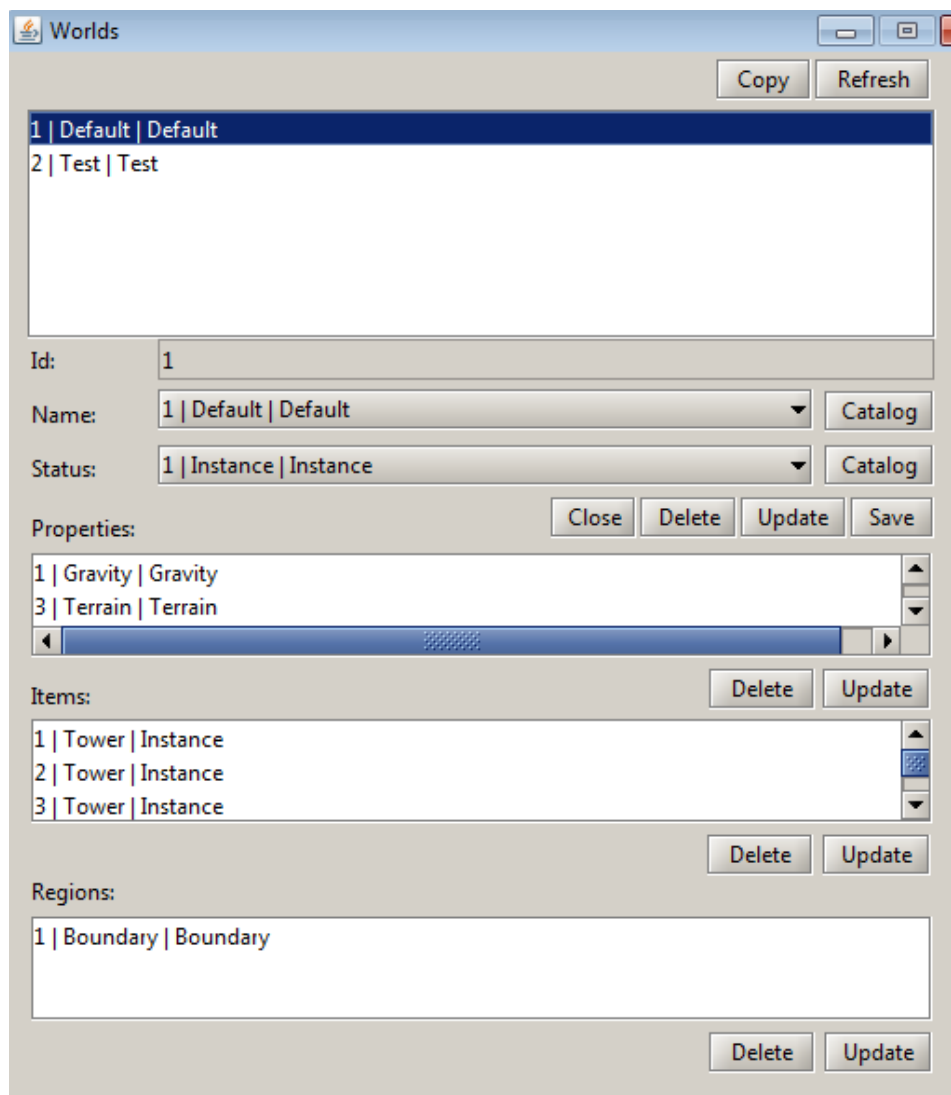 Worlds
Copy Refresh
1 | Default | Default
2 | Test | Test
Id: 1
Name: 1 | Default | Default Catalog
Status: 1 | Instance | Instance Catalog
Close Delete Update Save
Properties:
1 | Gravity | Gravity
3 | Terrain | Terrain
Delete Update
Items:
1 | Tower | Instance
2 | Tower | Instance
3 | Tower | Instance
Delete Update
Regions:
1 | Boundary | Boundary
Delete Update